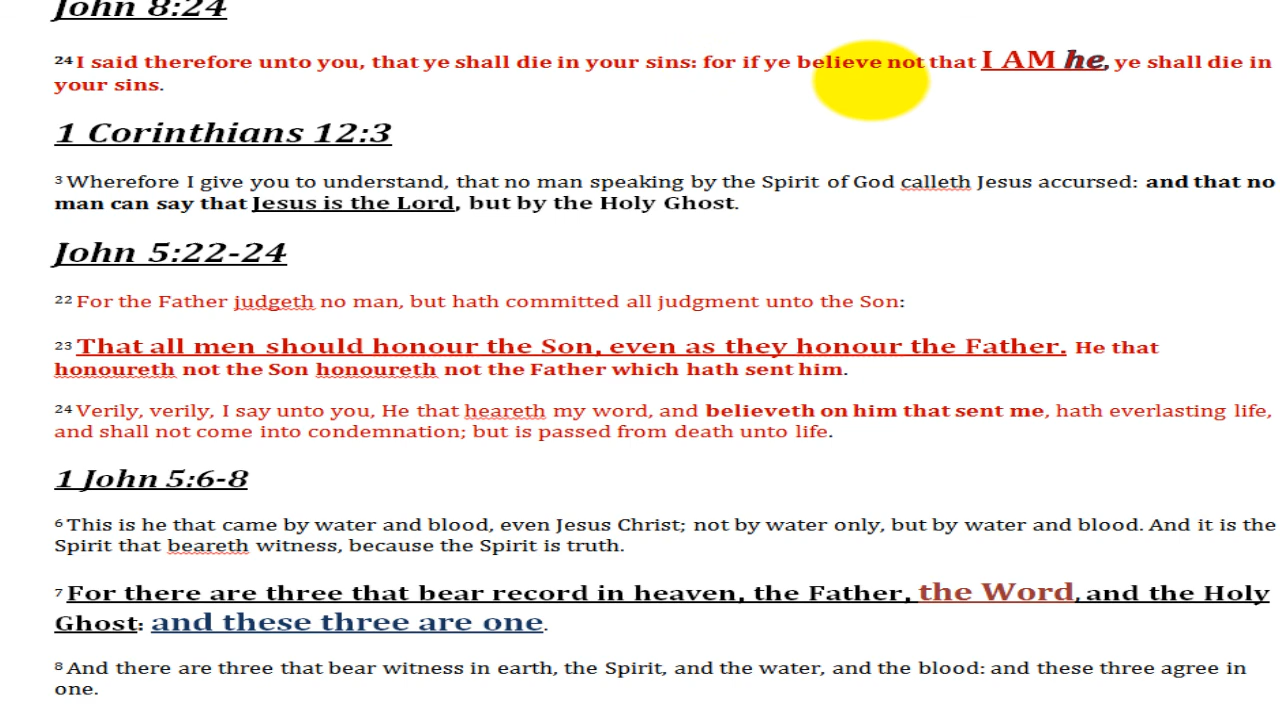 John 8:24
24 I said therefore unto you, that ye shall die in your sins: for if ye believe not that I AM he, ye shall die in
your sins.
1 Corinthians 12:3
3 Wherefore I give you to understand, that no man speaking by the Spirit of God calleth Jesus accursed: and that no
man can say that Jesus is the Lord, but by the Holy Ghost.
John 5:22-24
22 For the Father judgeth no man, but hath committed all judgment unto the Son:
23 That all men should honour the Son, even as they honour the Father. He that
honoureth not the Son honoureth not the Father which hath sent him.
24 Verily, verily, I say unto you, He that heareth my word, and believeth on him that sent me, hath everlasting life,
and shall not come into condemnation; but is passed from death unto life.
1 John 5:6-8
6 This is he that came by water and blood, even Jesus Christ; not by water only, but by water and blood. And it is the
Spirit that beareth witness, because the Spirit is truth.
7 For there are three that bear record in heaven, the Father, the Word, and the Holy
Ghost: and these three are one.
8 And there are three that bear witness in earth, the Spirit, and the water, and the blood: and these three agree in
one.